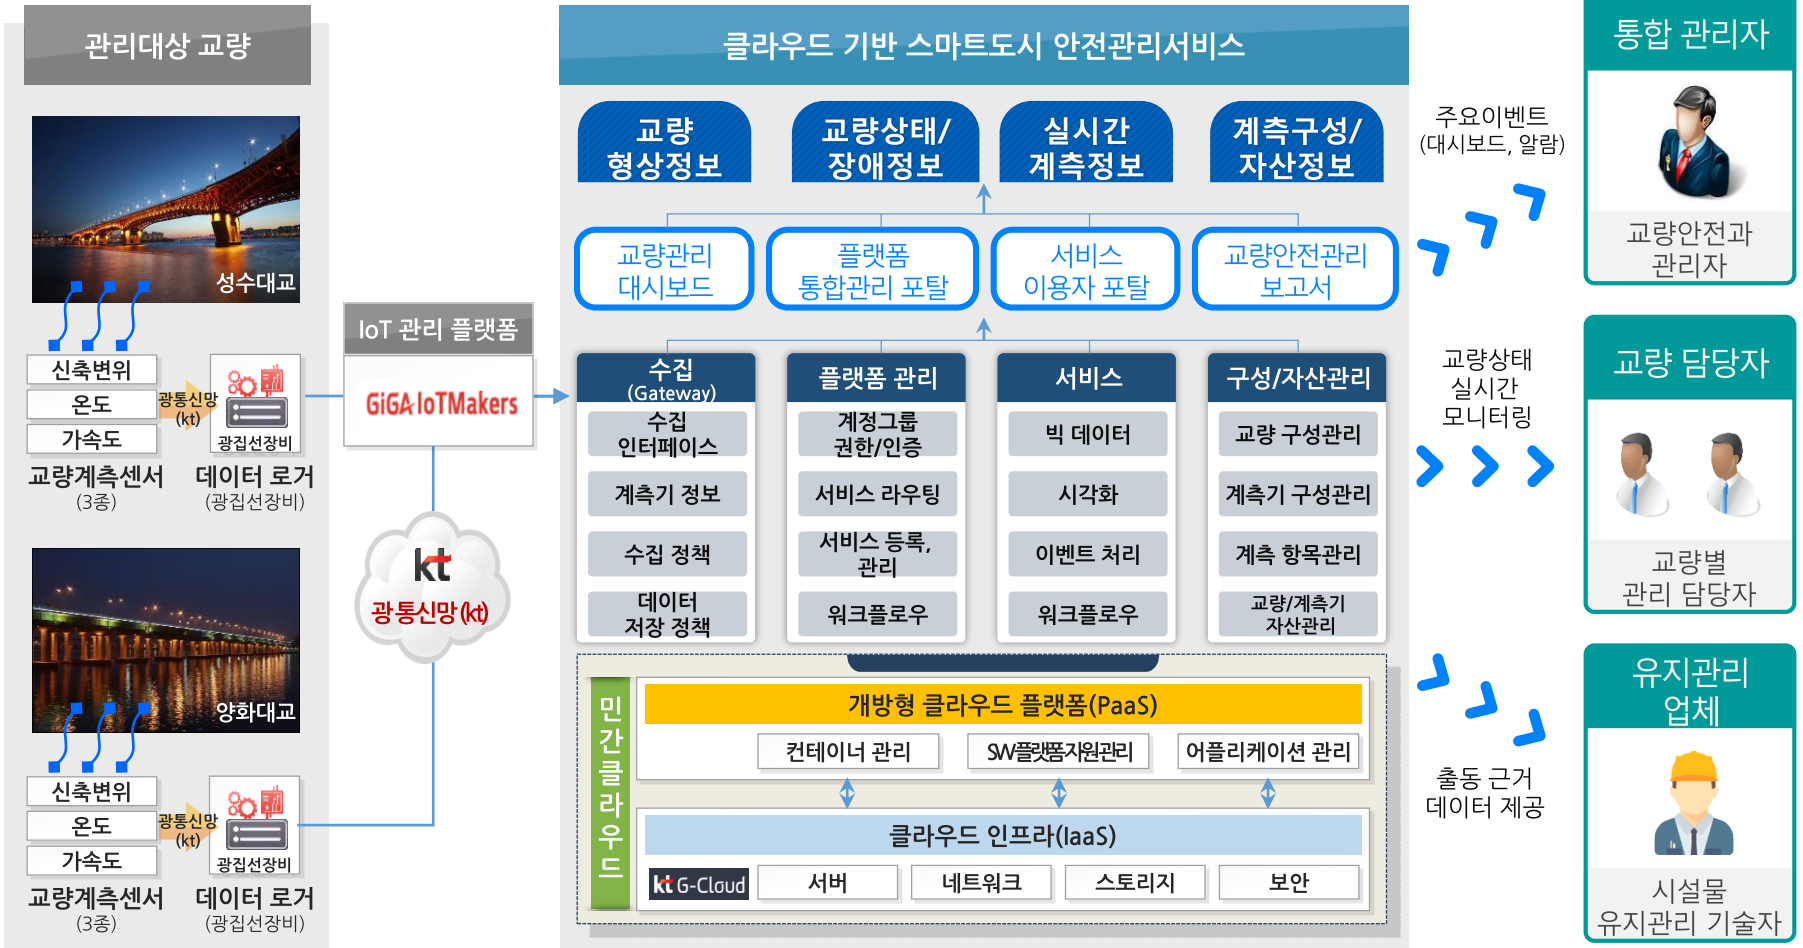 관리대상 교량
성수대교
신축변위
온도
가속도
광통신망
(kt)
광집선장비
교량계측센서
(3종)
데이터 로거
(광집선장비)
양화대교
신축변위
온도
가속도
광통신망
(kt)
광집선장비
교량계측센서
(3종)
데이터 로거
(광집선장비)
IoT 관리 플랫폼
GiGA IoTMakers
kt
광통신망(kt)
클라우드 기반 스마트도시 안전관리서비스
교량
형상정보
교량상태/
장애정보
실시간
계측정보
계측구성/
자산정보
교량관리
대시보드
플랫폼
통합관리 포탈
서비스
이용자 포탈
교량안전관리
보고서
수집
(Gateway)
수집
인터페이스
계측기 정보
수집 정책
데이터
저장 정책
플랫폼 관리
계정그룹
권한/인증
서비스 라우팅
서비스 등록,
관리
워크플로우
서비스
빅 데이터
시각화
이벤트 처리
워크플로우
구성/자산관리
교량 구성관리
계측기 구성관리
계측 항목관리
교량/계측기
자산관리
민간클라우드
개방형 클라우드 플랫폼(PaaS)
컨테이너 관리
SW플랫폼자원관리
어플리케이션 관리
클라우드 인프라(IaaS)
kt G-Cloud
서버
네트워크
스토리지
보안
주요이벤트
(대시보드, 알람)
교량상태
실시간
모니터링
출동 근거
데이터 제공
통합 관리자
교량안전과
관리자
교량 담당자
교량별
관리 담당자
유지관리
업체
시설물
유지관리 기술자